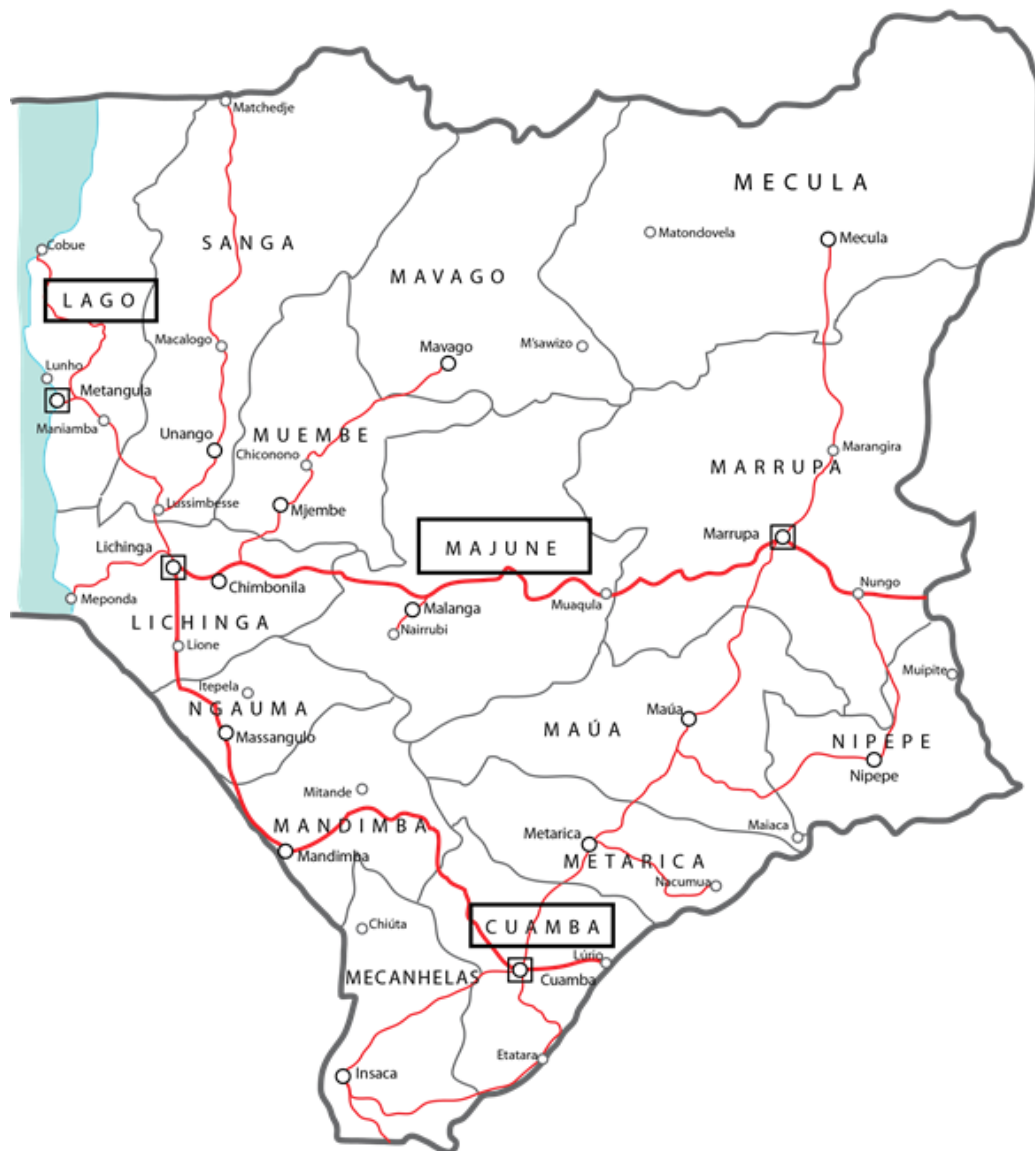 Matchedje
MECULA
Matondovela
Mecula
SANGA
Cobue
MAVAGO
LAGO
Macalogo
M'sawizo
Mavago
Lunho
Metangula
Maniamba
Unango
MUEMBE
Chiconono
Marangira
MARRUPA
Lussimbesse
Mjembe
Marrupa
Lichinga
MAJUNE
Chimbonila
Nungo
Meponda
Malanga
Muaqula
LICHINGA
Nairrubi
Lione
Muipite
Itepela
NGAUMA
Maúa
Massangulo
MAÚA
NIPEPE
Nipepe
Mitande
MANDIMBA
Maiaca
Metarica
Mandimba
METARICA
Nacumua
CUAMBA
Chiúta
Lúrio
MECANHELAS
Cuamba
Etatara
Insaca